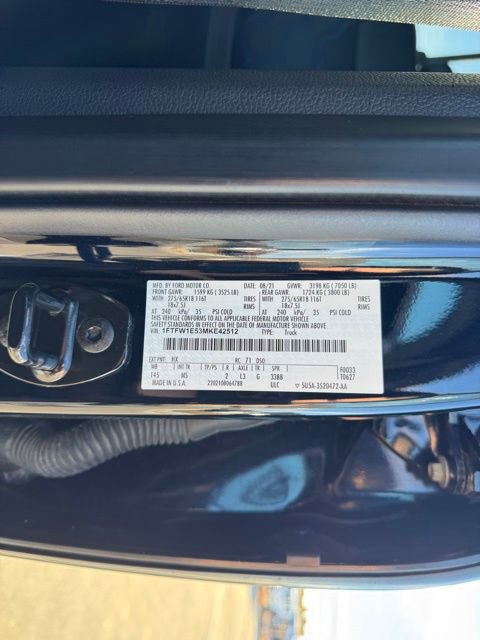 MFD. BY FORD MOTOR CO. 08/21 GVWR: 3198 KG ( 7050 LB)
FRONT GAWR: 1599 KG ( 3525 LB) REAR GAWR: 1724 KG ( 3800 LB)
WITH 275/65R18 116T TIRES WITH 275/65R18 116T TIRES
18x7.5J RIMS 18x7.5J RIMS
AT 240 kPa/ 35 PSI COLD AT 240 kPa/ 35 PSI COLD
THIS VEHICLE CONFORMS TO ALL APPLICABLE FEDERAL MOTOR VEHICLE
SAFETY STANDARDS IN EFFECT ON THE DATE OF MANUFACTURE SHOWN ABOVE.
VIN: 1FTFW1E53MKE42512 TYPE: Truck
EXT PNT: HX RC: 71 DSO:
WB INT TR TP/PS R AXLE TR SPR F0033
145 MS 2 L3 G 33BB T0627
MADE IN U.S.A. 2202108064788 ULC 5U5A-3520472-AA